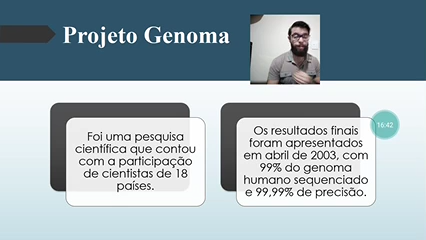 Projeto Genoma
Foi uma pesquisa
científica que contou
com a participação
de cientistas de 18
países.
Os resultados finais
foram apresentados
em abril de 2003, com
99% do genoma
humano sequenciado
e 99,99% de precisão.
16:42